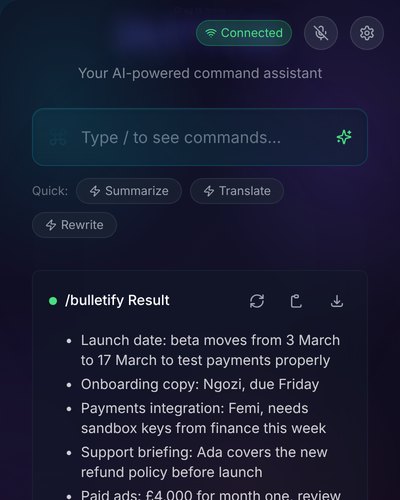 Connected
Your AI-powered command assistant
Type / to see commands...
Quick:
Summarize
Translate
Rewrite
/bulletify Result
• Launch date: beta moves from 3 March
to 17 March to test payments properly
• Onboarding copy: Ngozi, due Friday
• Payments integration: Femi, needs
sandbox keys from finance this week
• Support briefing: Ada covers the new
refund policy before launch
• Paid ads: £4,000 for month one, review